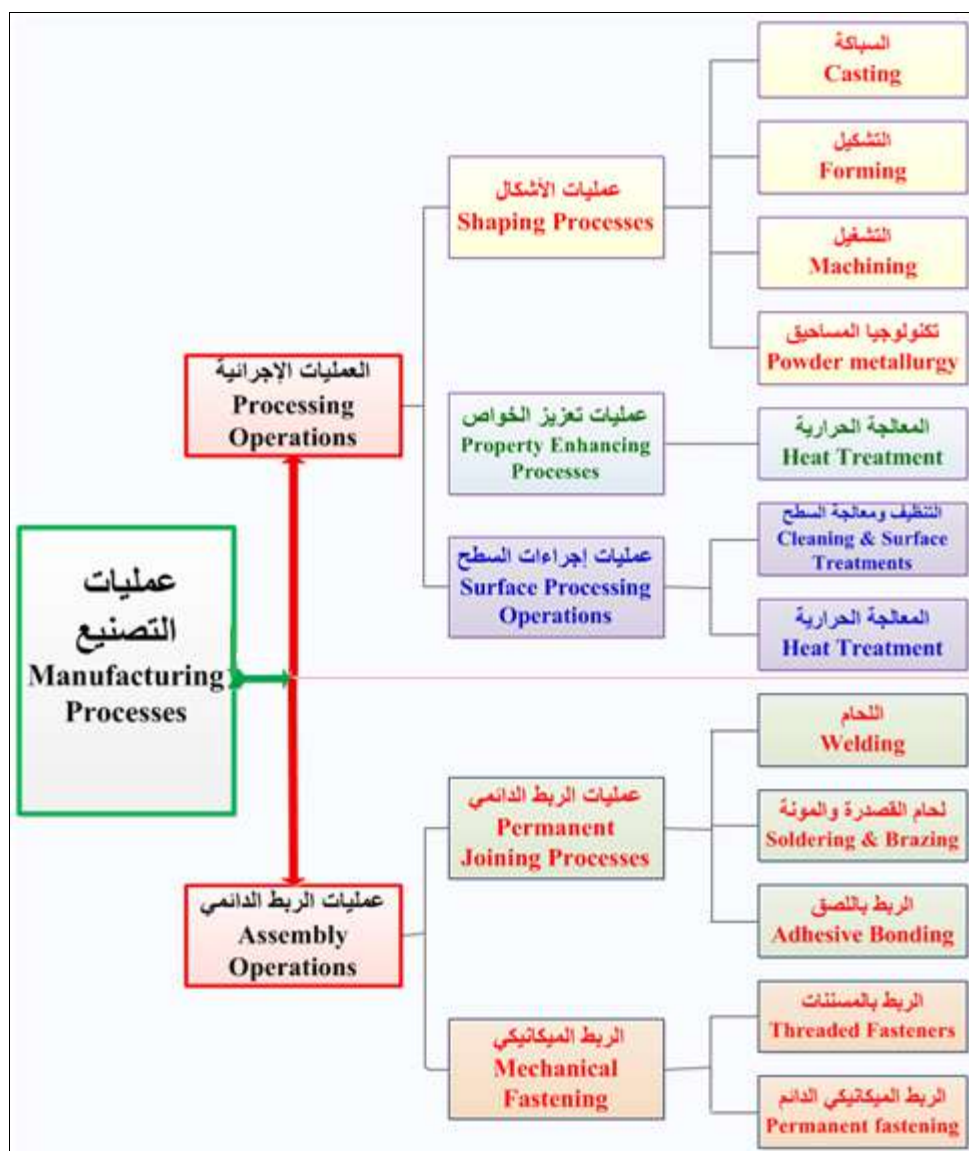 عمليات
التصنيع
Manufacturing
Processes
العمليات الإجرائية
Processing
Operations
عمليات الأشكال
Shaping Processes
السباكة
Casting
التشكيل
Forming
التشغيل
Machining
تكنولوجيا المساحيق
Powder metallurgy
عمليات تعزيز الخواص
Property Enhancing
Processes
المعالجة الحرارية
Heat Treatment
عمليات إجراءات السطح
Surface Processing
Operations
التنظيف ومعالجة السطح
Cleaning & Surface
Treatments
المعالجة الحرارية
Heat Treatment
عمليات الربط الدائمي
Assembly
Operations
عمليات الربط الدائمي
Permanent
Joining Processes
اللحام
Welding
لحام القصدرة والمونة
Soldering & Brazing
الربط باللصق
Adhesive Bonding
الربط الميكانيكي
Mechanical
Fastening
الربط بالمسننات
Threaded Fasteners
الربط الميكانيكي الدائم
Permanent fastening